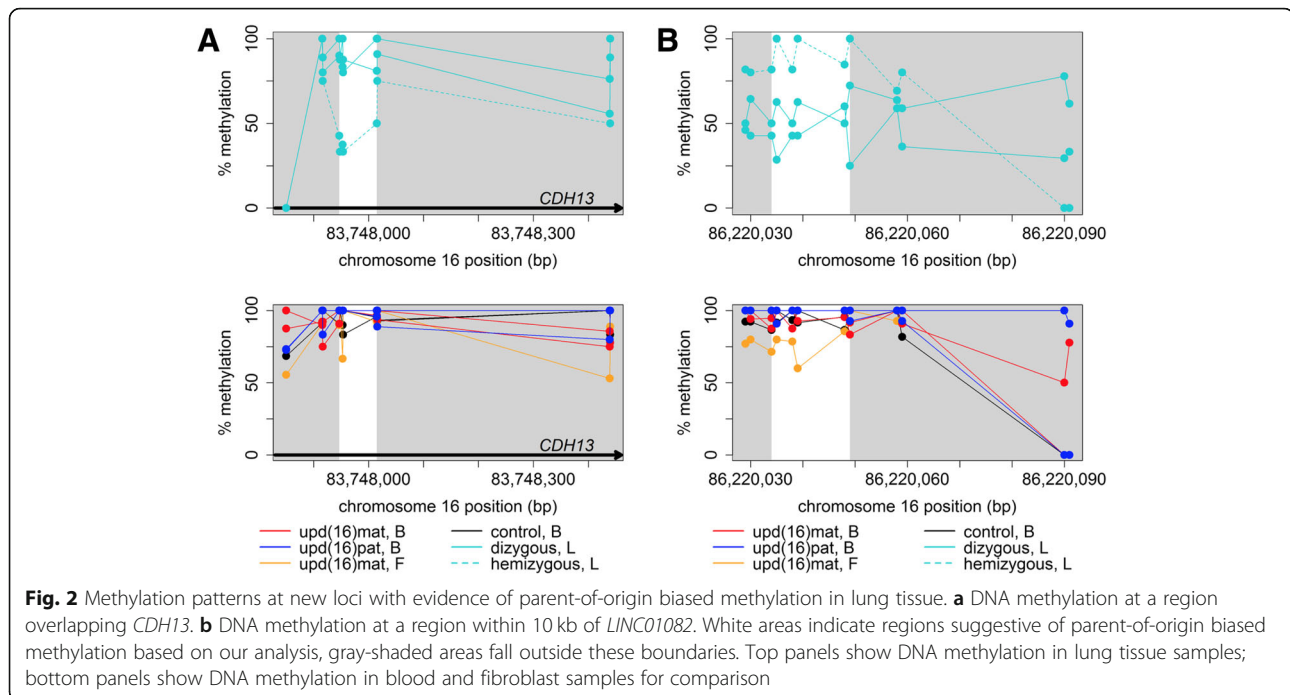 A
B
100
50
0
% methylation
CDH13
83,748,000
83,748,300
chromosome 16 position (bp)
100
50
0
% methylation
86,220,030
86,220,060
86,220,090
chromosome 16 position (bp)
100
50
0
% methylation
CDH13
83,748,000
83,748,300
chromosome 16 position (bp)
100
50
0
% methylation
86,220,030
86,220,060
86,220,090
chromosome 16 position (bp)
upd(16)mat, B
upd(16)pat, B
upd(16)mat, F
control, B
dizygous, L
hemizygous, L
upd(16)mat, B
upd(16)pat, B
upd(16)mat, F
control, B
dizygous, L
hemizygous, L
Fig. 2 Methylation patterns at new loci with evidence of parent-of-origin biased methylation in lung tissue. a DNA methylation at a region
overlapping CDH13. b DNA methylation at a region within 10 kb of LINC01082. White areas indicate regions suggestive of parent-of-origin biased
methylation based on our analysis, gray-shaded areas fall outside these boundaries. Top panels show DNA methylation in lung tissue samples;
bottom panels show DNA methylation in blood and fibroblast samples for comparison